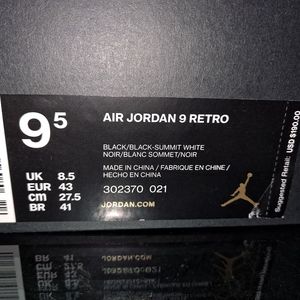 9⁵
AIR JORDAN 9 RETRO
BLACK/BLACK-SUMMIT WHITE
NOIR/BLANC SOMMET/NOIR
MADE IN CHINA / FABRIQUE EN CHINE /
HECHO EN CHINA
302370 021
JORDAN.COM
UK 8.5
EUR 43
cm 27.5
BR 41
Suggested Retail: USD $190.00